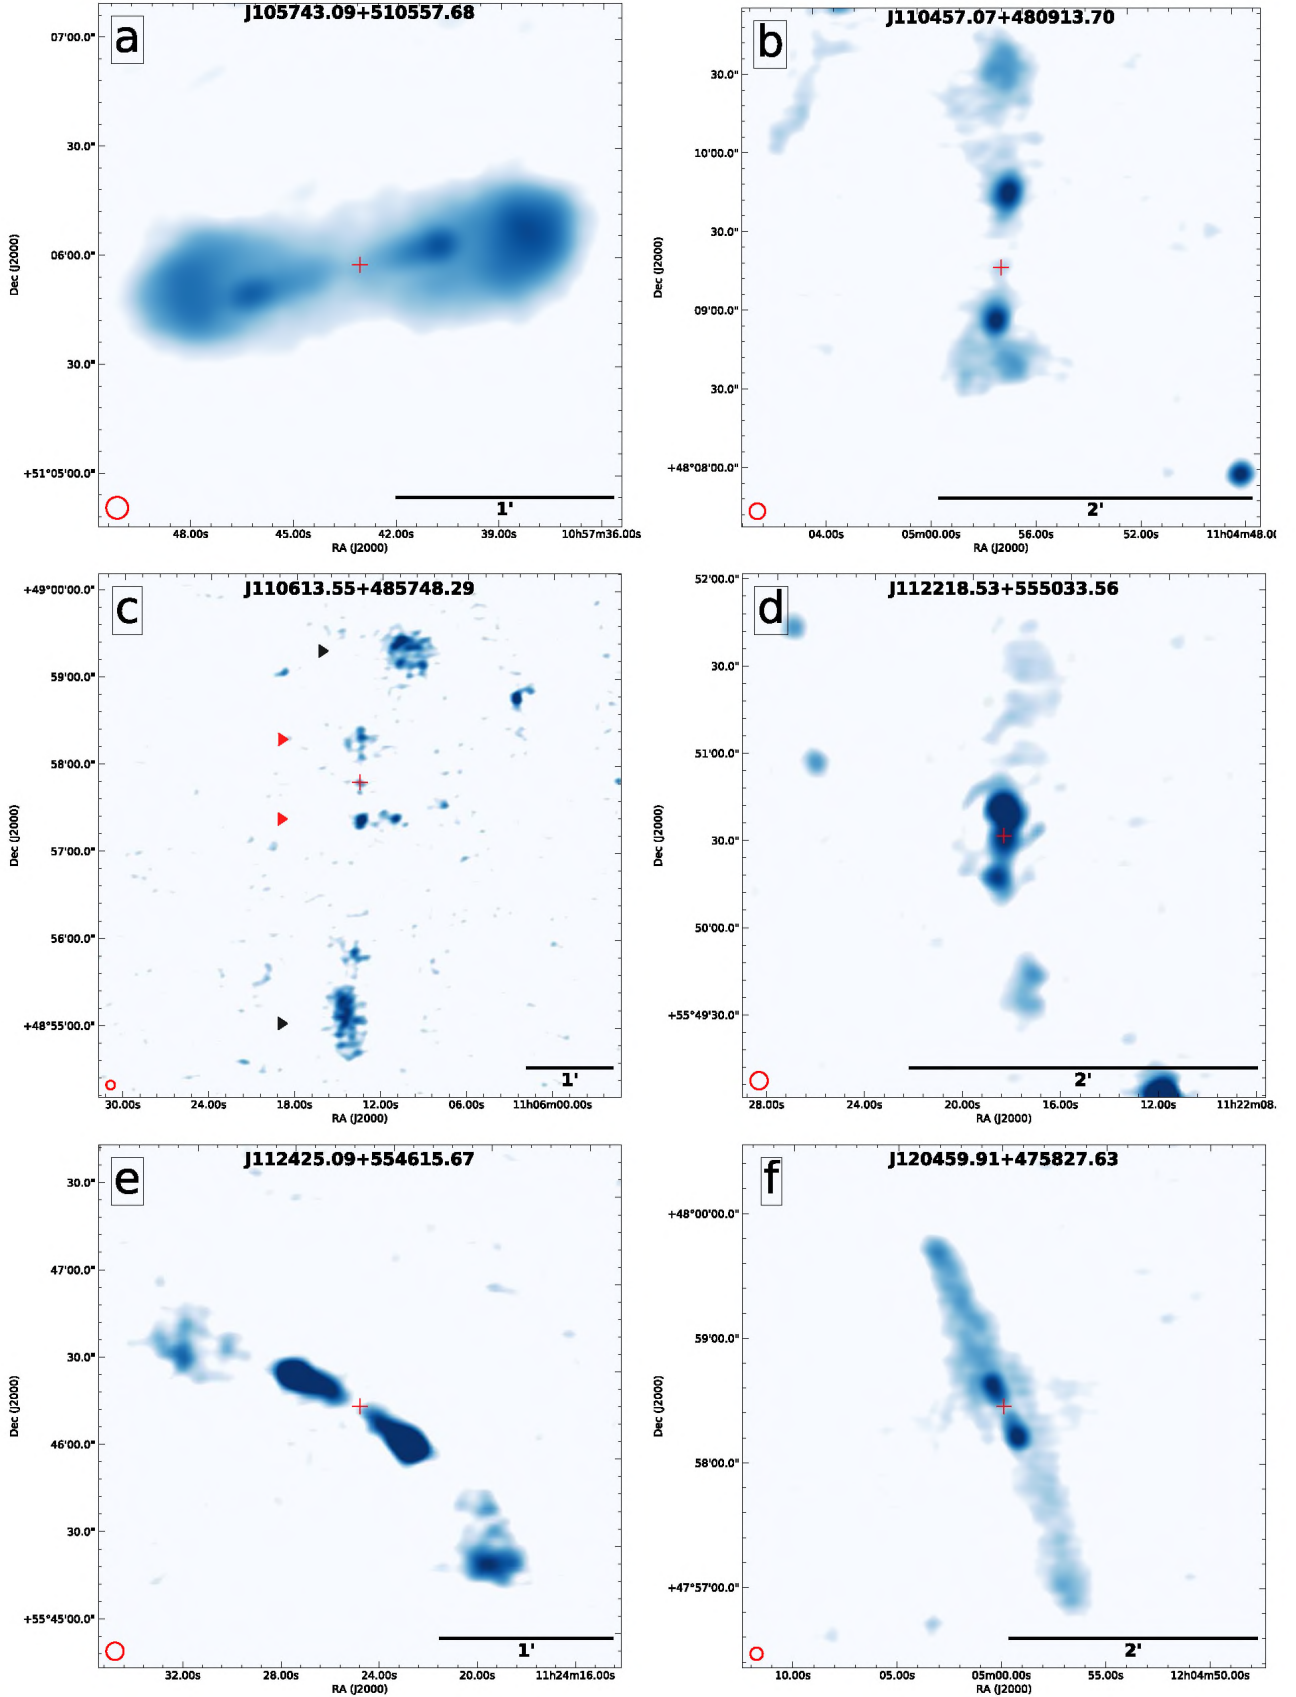 J105743.09+510557.68
a
07'00.0"
30.0"
06'00.0"
30.0"
+51°05'00.0"
Dec (J2000)
1'
48.00s 45.00s 42.00s 39.00s 10h57m36.00s
RA (J2000)
J110457.07+480913.70
b
30.0"
10'00.0"
30.0"
09'00.0"
30.0"
+48°08'00.0"
Dec (J2000)
2'
04.00s 05m00.00s 56.00s 52.00s 11h04m48.0
RA (J2000)
J110613.55+485748.29
c
+49°00'00.0"
59'00.0"
58'00.0"
57'00.0"
56'00.0"
+48°55'00.0"
Dec (J2000)
1'
30.00s 24.00s 18.00s 12.00s 06.00s 11h06m00.00s
RA (J2000)
J112218.53+555033.56
d
52'00.0"
30.0"
51'00.0"
30.0"
50'00.0"
+55°49'30.0"
Dec (J2000)
2'
28.00s 24.00s 20.00s 16.00s 12.00s 11h22m08.
RA (J2000)
J112425.09+554615.67
e
30.0"
47'00.0"
30.0"
46'00.0"
30.0"
+55°45'00.0"
Dec (J2000)
1'
32.00s 28.00s 24.00s 20.00s 11h24m16.00s
RA (J2000)
J120459.91+475827.63
f
+48°00'00.0"
59'00.0"
58'00.0"
+47°57'00.0"
Dec (J2000)
2'
10.00s 05.00s 05m00.00s 55.00s 12h04m50.00s
RA (J2000)